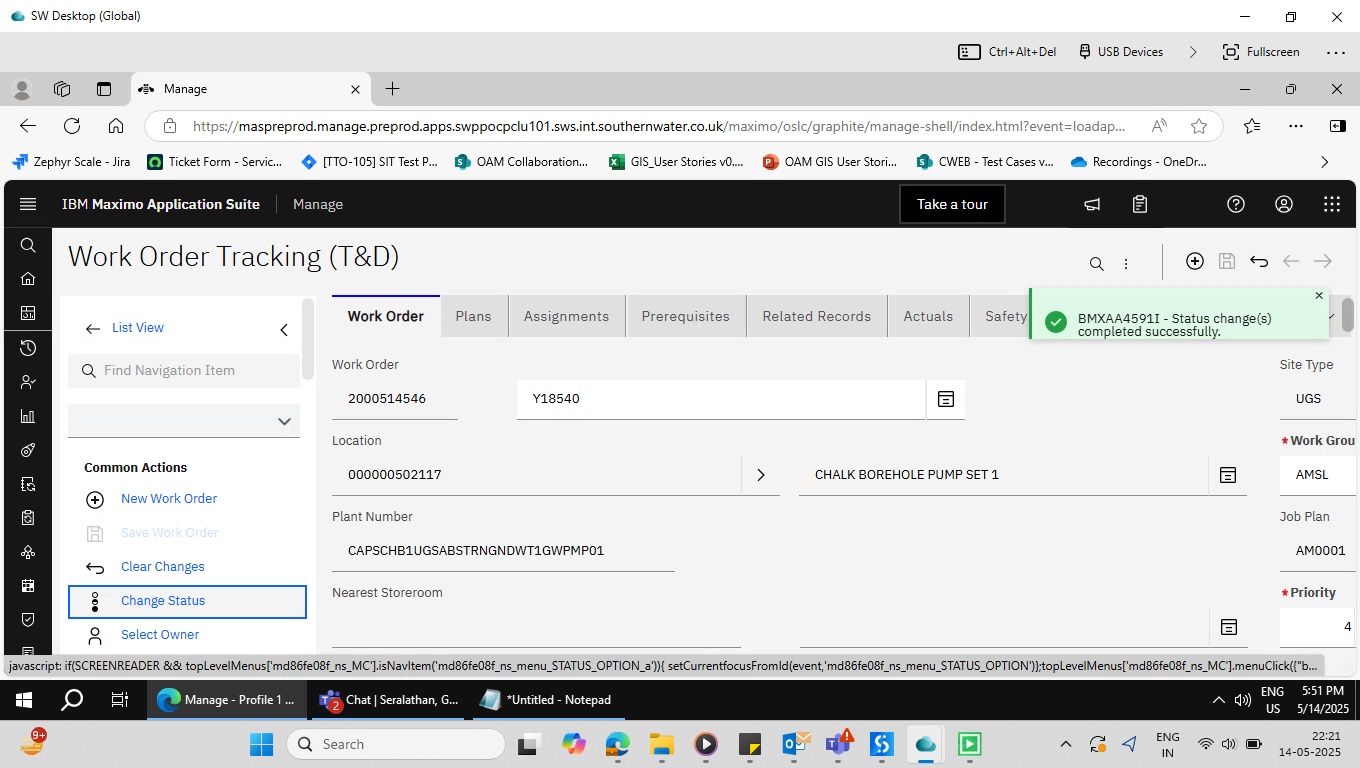 SW Desktop (Global)
Ctrl+Alt+Del USB Devices Fullscreen
Manage
https://maspreprod.manage.preprod.apps.swppocpclu101.sws.int.southernwater.co.uk/maximo/oslc/graphite/manage-shell/index.html?event=loadap...
Zephyr Scale - Jira Ticket Form - Servic... [TTO-105] SIT Test P... OAM Collaboration... GIS_User Stories v0.... OAM GIS User Stori... CWEB - Test Cases v... Recordings - OneDr...
IBM Maximo Application Suite Manage Take a tour
Work Order Tracking (T&D)
List View
Find Navigation Item
Common Actions
New Work Order
Save Work Order
Clear Changes
Change Status
Select Owner
Work Order Plans Assignments Prerequisites Related Records Actuals Safety
BMXAA4591I - Status change(s)
completed successfully.
Work Order Site Type
2000514546 Y18540 UGS
Location * Work Grou
000000502117 CHALK BOREHOLE PUMP SET 1 AMSL
Plant Number Job Plan
CAPSCHB1UGSABSTRNGNDWT1GWPMP01 AM0001
Nearest Storeroom * Priority
4
javascript: if(SCREENREADER && topLevelMenus['md86fe08f_ns_MC'].isNavItem('md86fe08f_ns_menu_STATUS_OPTION_a')){ setCurrentfocusFromId(event,'md86fe08f_ns_menu_STATUS_OPTION')};topLevelMenus['md86fe08f_ns_MC'].menuClick({"b...
Manage - Profile 1 ... 2 Chat | Seralathan, G... *Untitled - Notepad ENG 5:51 PM
US 5/14/2025
9+ Search ENG 22:21
IN 14-05-2025